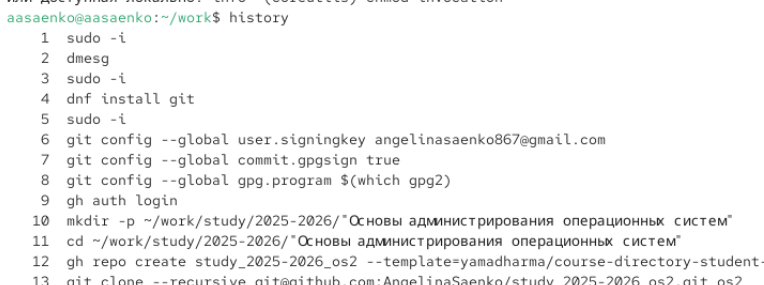 или доступная локально: info '(coreutils) chmod invocation'
aasaenko@aasaenko:~/work$ history
1 sudo -i
2 dmesg
3 sudo -i
4 dnf install git
5 sudo -i
6 git config --global user.signingkey angelinasaenko867@gmail.com
7 git config --global commit.gpgsign true
8 git config --global gpg.program $(which gpg2)
9 gh auth login
10 mkdir -p ~/work/study/2025-2026/"Основы администрирования операционных систем"
11 cd ~/work/study/2025-2026/"Основы администрирования операционных систем"
12 gh repo create study_2025-2026_os2 --template=yamadharma/course-directory-student-
13 git clone --recursive git@github.com:AngelinaSaenko/study_2025-2026_os2.git os2